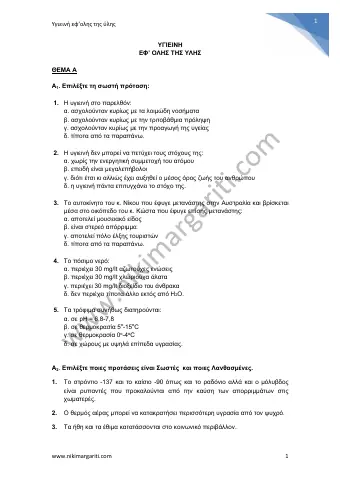 Υγιεινή εφ'όλης της ύλης
1
ΥΓΙΕΙΝΗ
ΕΦ' ΟΛΗΣ ΤΗΣ ΥΛΗΣ
ΘΕΜΑ Α
Α1. Επιλέξτε τη σωστή πρόταση:
1. Η υγιεινή στο παρελθόν:
α. ασχολούνταν κυρίως με τα λοιμώδη νοσήματα
β. ασχολούνταν κυρίως με την τριτοβάθμια πρόληψη
γ. ασχολούνταν κυρίως με την προαγωγή της υγείας
δ. τίποτα από τα παραπάνω.
2. Η υγιεινή δεν μπορεί να πετύχει τους στόχους της:
α. χωρίς την ενεργητική συμμετοχή του ατόμου
β. επειδή είναι μεγαλεπήβολοι
γ. διότι έτσι κι αλλιώς έχει αυξηθεί ο μέσος όρος ζωής του ανθρώπου
δ. η υγιεινή πάντα επιτυγχάνει το στόχο της.
3. Το αυτοκίνητο του κ. Νίκου που έφυγε μετανάστης στην Αυστραλία και βρίσκεται
μέσα στο οικόπεδο του κ. Κώστα που έφυγε επίσης μετανάστης:
α. αποτελεί μουσειακό είδος
β. είναι στερεό απόρριμμα.
γ. αποτελεί πόλο έλξης τουριστών
δ. τίποτα από τα παραπάνω.
4. Το πόσιμο νερό:
α. περιέχει 30 mg/lt αζωτούχες ενώσεις
β. περιέχει 30 mg/lt χλωριούχα άλατα
γ. περιέχει 30 mg/lt διοξείδιο του άνθρακα
δ. δεν περιέχει τίποτα άλλο εκτός από H2O.
5. Τα τρόφιμα συνήθως διατηρούνται:
α. σε pH = 6,8-7,8
β. σε θερμοκρασία 5°-15°C
γ. σε θερμοκρασία 0°-4°C
δ. σε χώρους με υψηλά επίπεδα υγρασίας.
Α2. Επιλέξτε ποιες προτάσεις είναι Σωστές και ποιες Λανθασμένες.
1. Το στρόντιο -137 και το καίσιο -90 όπως και το ραδόνιο αλλά και ο μόλυβδος
είναι ρυπαντές που προκαλούνται από την καύση των απορριμμάτων στις
χωματερές.
2. Ο θερμός αέρας μπορεί να κατακρατήσει περισσότερη υγρασία από τον ψυχρό.
3. Τα ήθη και τα έθιμα κατατάσσονται στο κοινωνικό περιβάλλον.
www.nikimargariti.com
1
www.nikimargariti.com